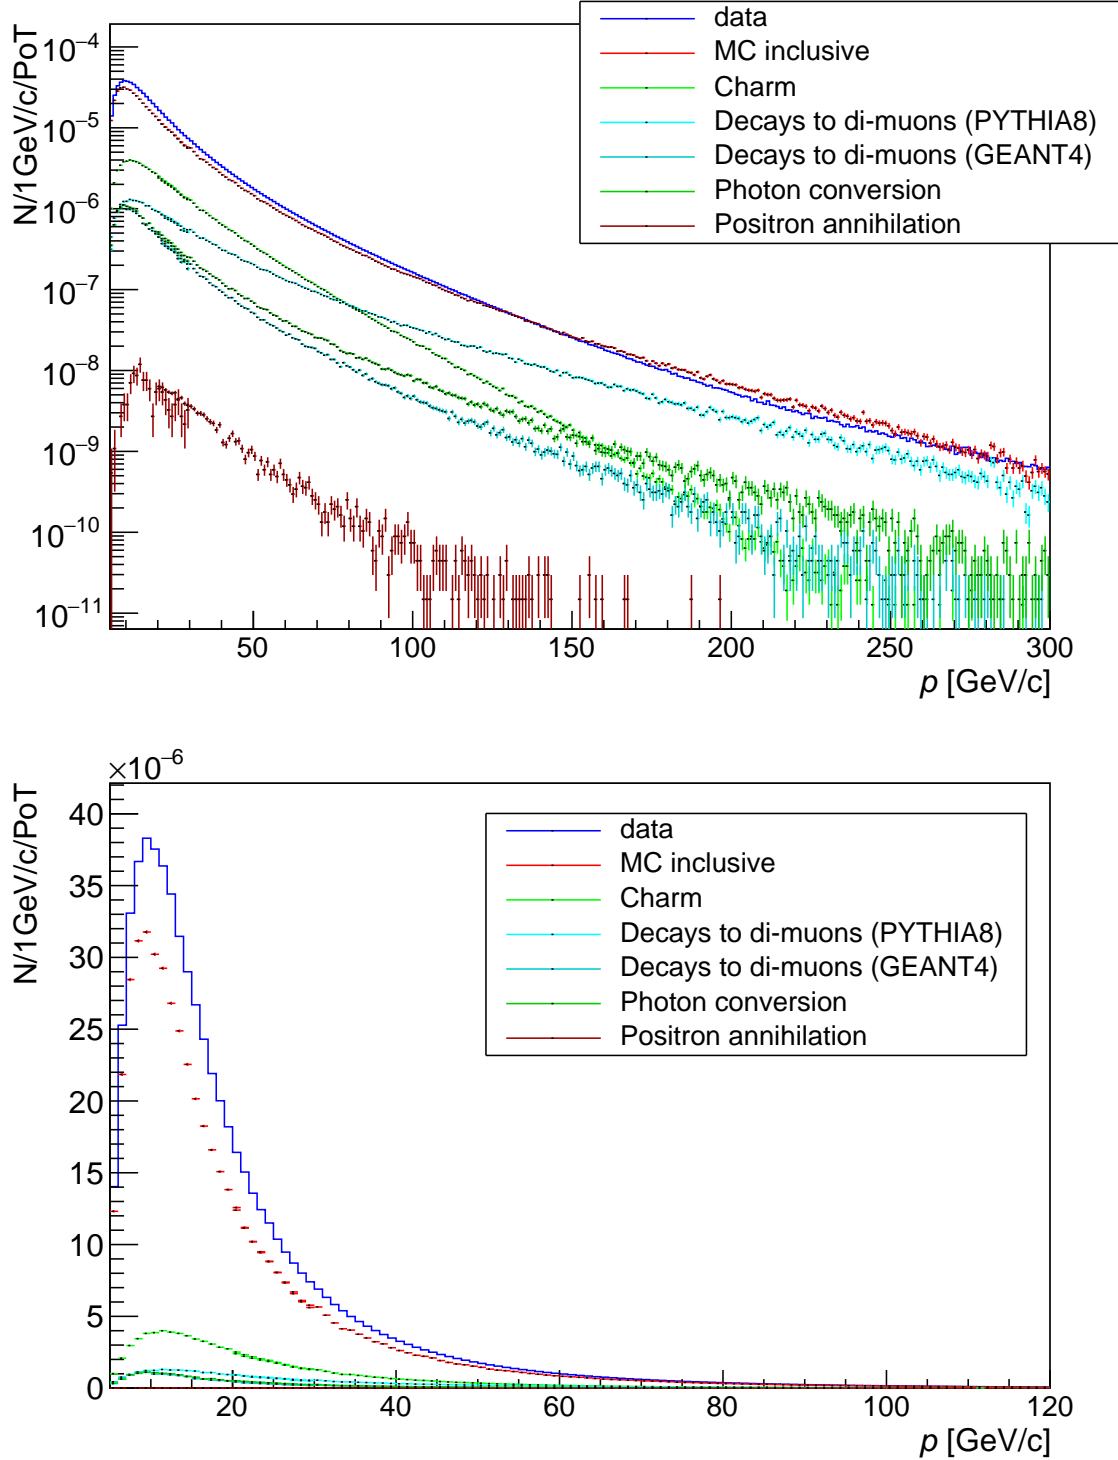 N/1GeV/c/PoT
10⁻⁴
10⁻⁵
10⁻⁶
10⁻⁷
10⁻⁸
10⁻⁹
10⁻¹⁰
10⁻¹¹
data
MC inclusive
Charm
Decays to di-muons (PYTHIA8)
Decays to di-muons (GEANT4)
Photon conversion
Positron annihilation
50 100 150 200 250 300
p [GeV/c]
×10⁻⁶
N/1GeV/c/PoT
40
35
30
25
20
15
10
5
0
data
MC inclusive
Charm
Decays to di-muons (PYTHIA8)
Decays to di-muons (GEANT4)
Photon conversion
Positron annihilation
20 40 60 80 100 120
p [GeV/c]